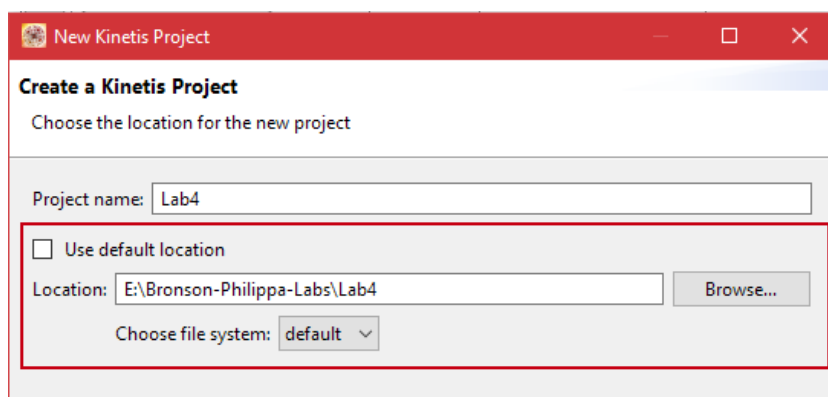 New Kinetis Project
Create a Kinetis Project
Choose the location for the new project
Project name: Lab4
Use default location
Location: E:\Bronson-Philippa-Labs\Lab4 Browse...
Choose file system: default